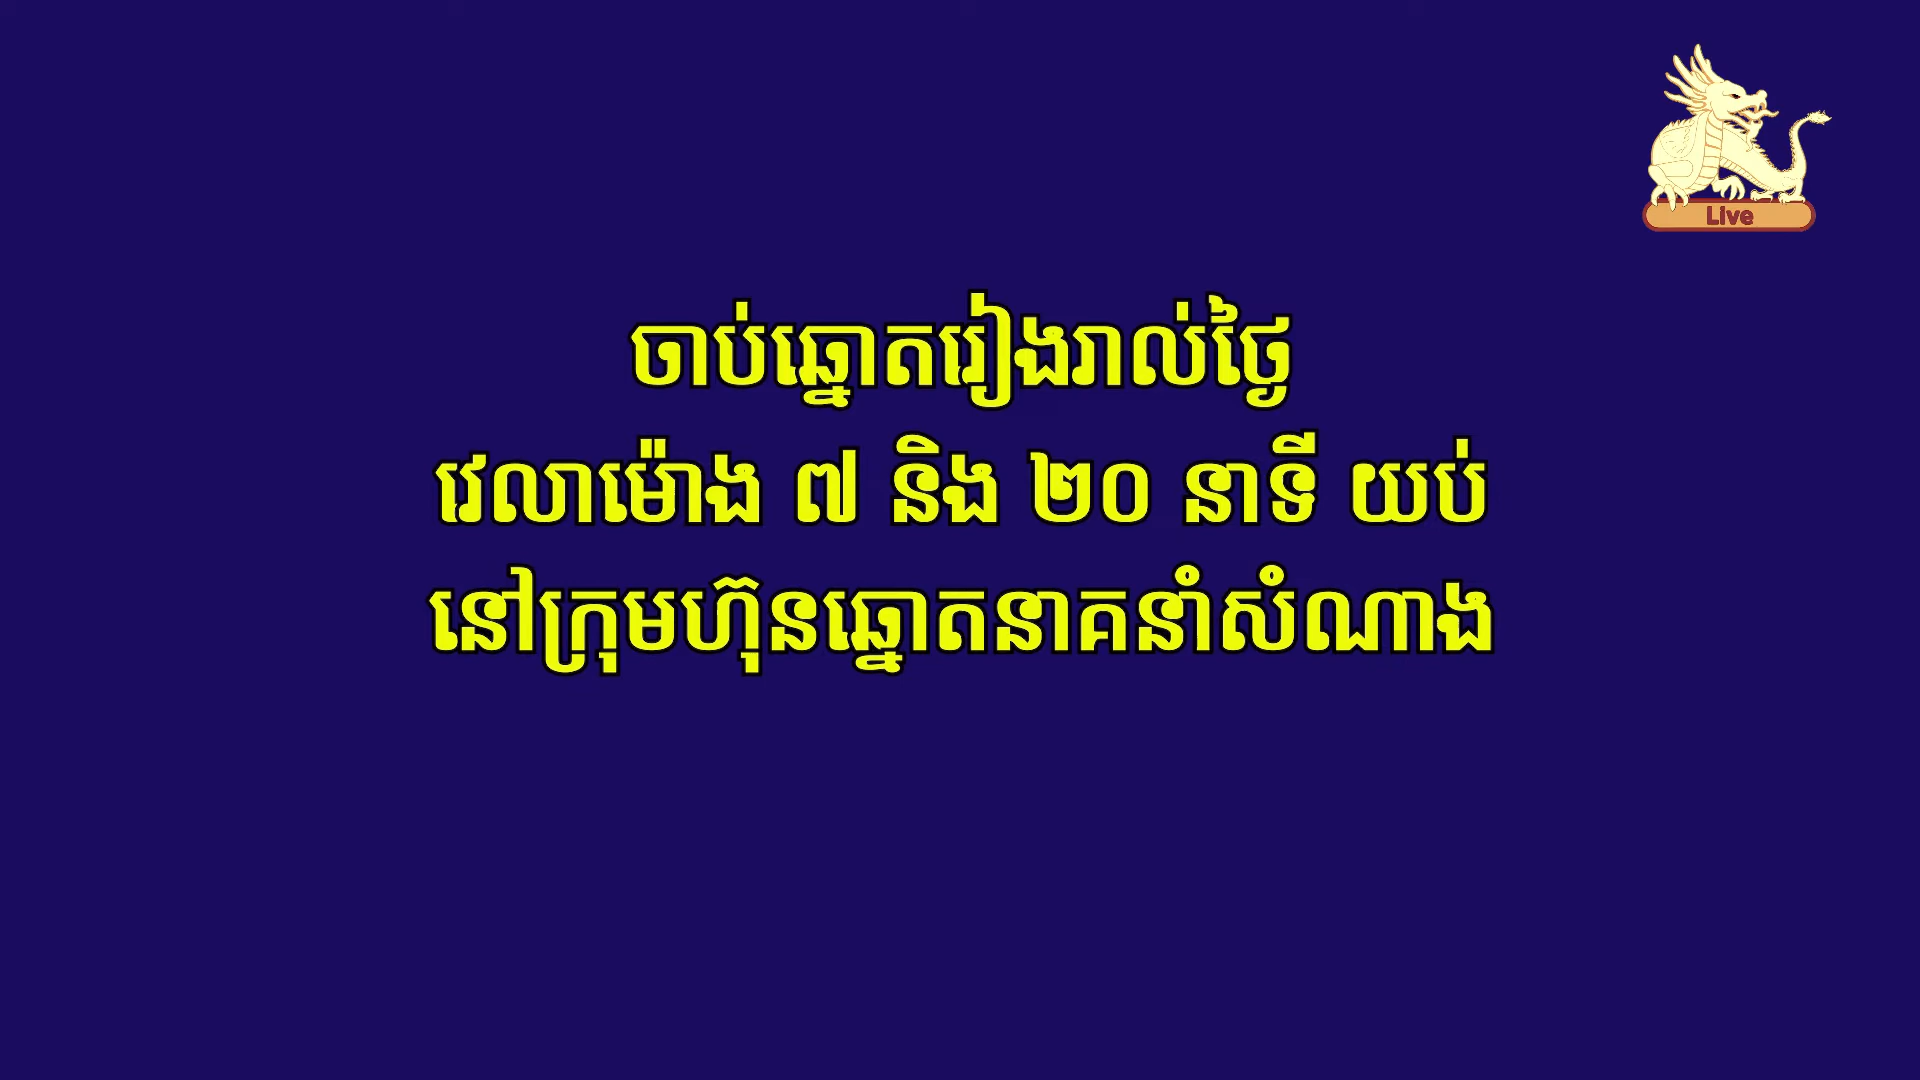 Live
ចាប់ឆ្នោតរៀងរាល់ថ្ងៃ
វេលាម៉ោង ៧ និង ២០ នាទី យប់
នៅក្រុមហ៊ុនឆ្នោតនាគនាំសំណាង